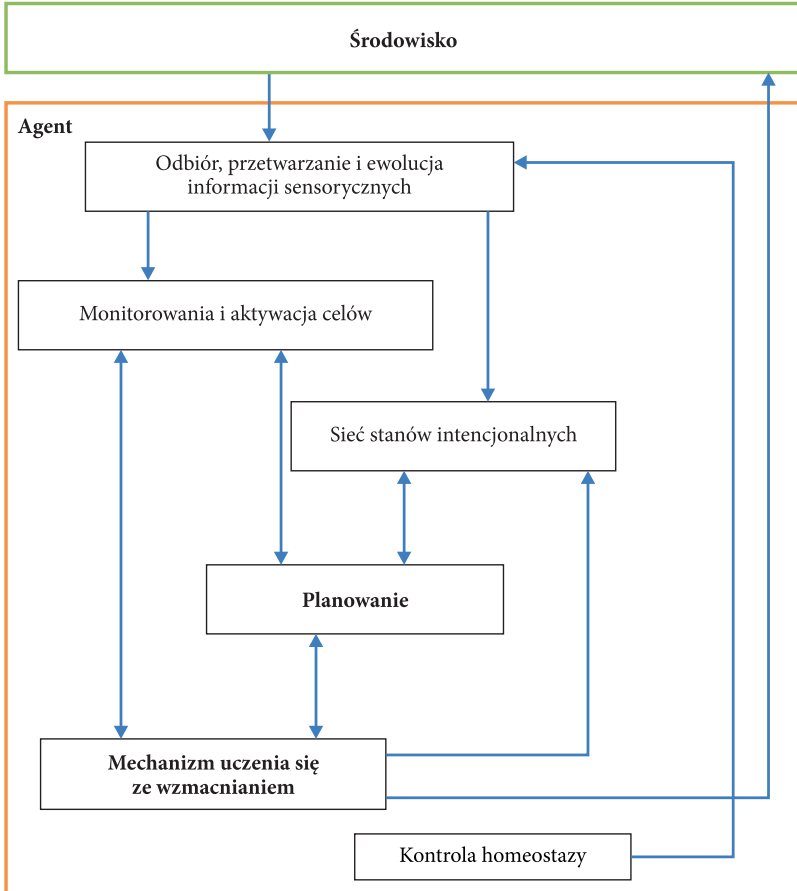 Środowisko
Agent
Odbiór, przetwarzanie i ewolucja
informacji sensorycznych
Monitorowania i aktywacja celów
Sieć stanów intencjonalnych
Planowanie
Mechanizm uczenia się
ze wzmacnianiem
Kontrola homeostazy